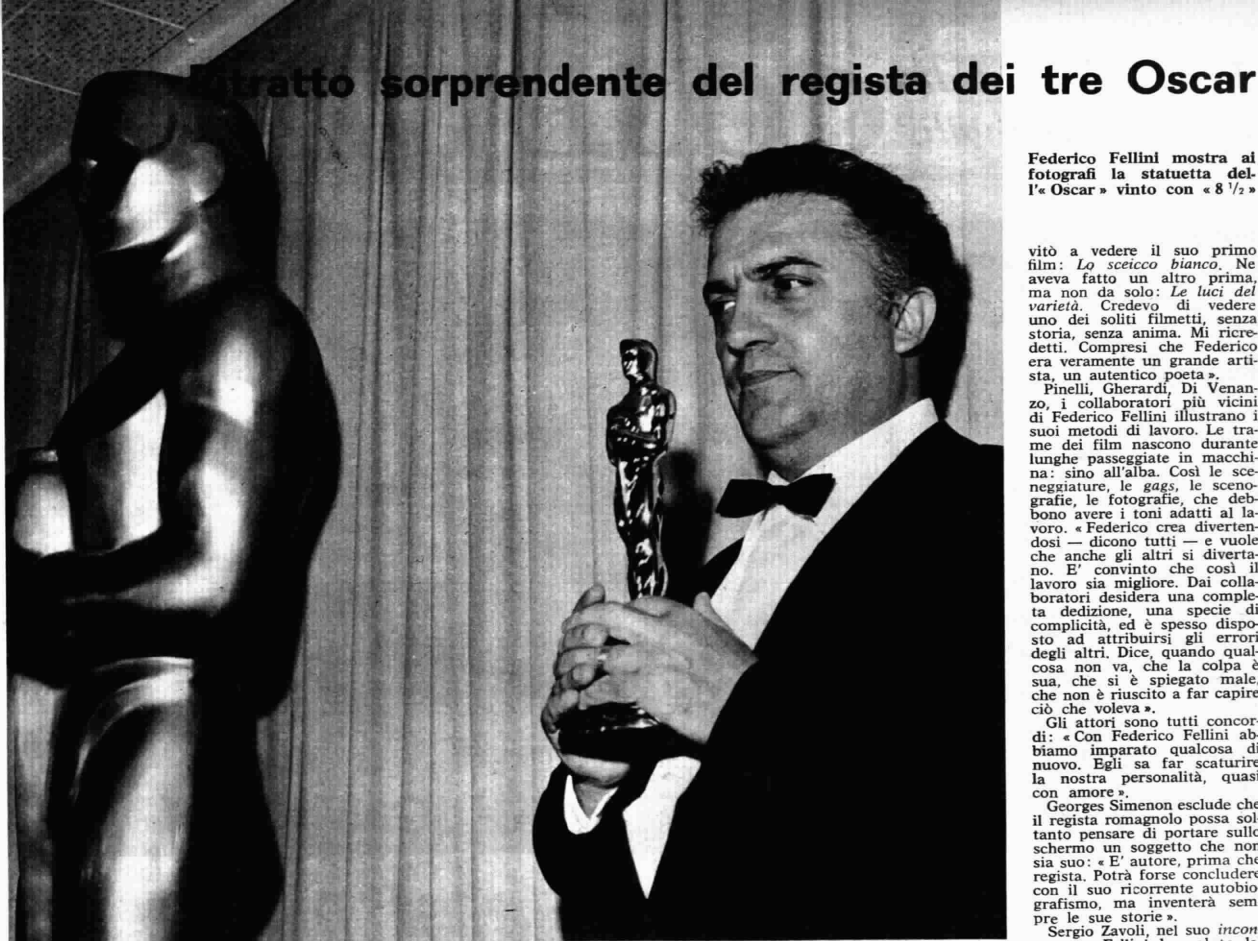 Ritratto sorprendente del regista dei tre Oscar
Federico Fellini mostra ai
fotografi la statuetta del-
l'« Oscar » vinto con « 8 ½ »
vitò a vedere il suo primo
film: Lo sceicco bianco. Ne
aveva fatto un altro prima,
ma non da solo: Le luci del
varietà. Credevo di vedere
uno dei soliti filmetti, senza
storia, senza anima. Mi ricre-
detti. Compresi che Federico
era veramente un grande arti-
sta, un autentico poeta ».
Pinelli, Gherardi, Di Venan-
zo, i collaboratori più vicini
di Federico Fellini illustrano i
suoi metodi di lavoro. Le tra-
me dei film nascono durante
lunghe passeggiate in macchi-
na: sino all'alba. Così le sce-
neggiature, le gags, le sceno-
grafie, le fotografie, che deb-
bono avere i toni adatti al la-
voro. « Federico crea diverten-
dosi — dicono tutti — e vuole
che anche gli altri si diverta-
no. E' convinto che così il
lavoro sia migliore. Dai colla-
boratori desidera una comple-
ta dedizione, una specie di
complicità, ed è spesso dispo-
sto ad attribuirsi gli errori
degli altri. Dice, quando qual-
cosa non va, che la colpa è
sua, che si è spiegato male,
che non è riuscito a far capire
ciò che voleva ».
Gli attori sono tutti concor-
di: « Con Federico Fellini ab-
biamo imparato qualcosa di
nuovo. Egli sa far scaturire
la nostra personalità, quasi
con amore ».
Georges Simenon esclude che
il regista romagnolo possa sol-
tanto pensare di portare sullo
schermo un soggetto che non
sia suo: « E' autore, prima che
regista. Potrà forse concludere
con il suo ricorrente autobio
grafismo, ma inventerà sem
pre le sue storie ».
Sergio Zavoli, nel suo incon